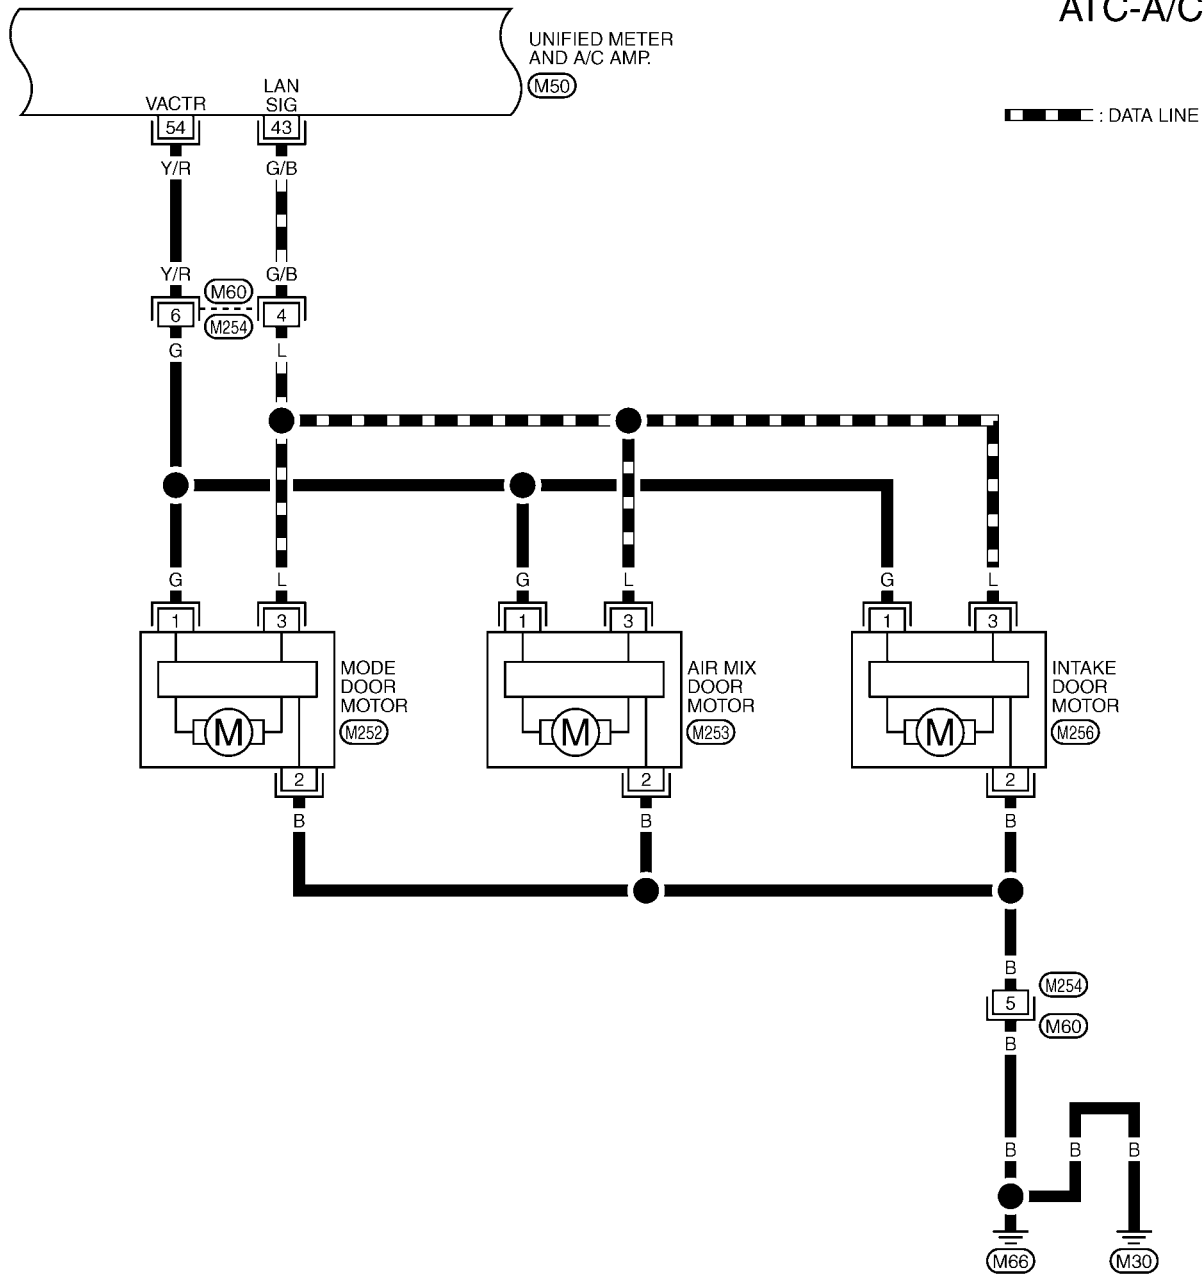 ATC-A/C
UNIFIED METER
AND A/C AMP.
M50
LAN
VACTR SIG
54 43
: DATA LINE
Y/R G/B
Y/R G/B
M60
6 4
M254
G L
G L G L G L
1 3 1 3 1 3
MODE
DOOR
MOTOR
M252
M
AIR MIX
DOOR
MOTOR
M253
M
INTAKE
DOOR
MOTOR
M256
M
2 2 2
B B B
B
M254
5
M60
B
B B B
M66 M30